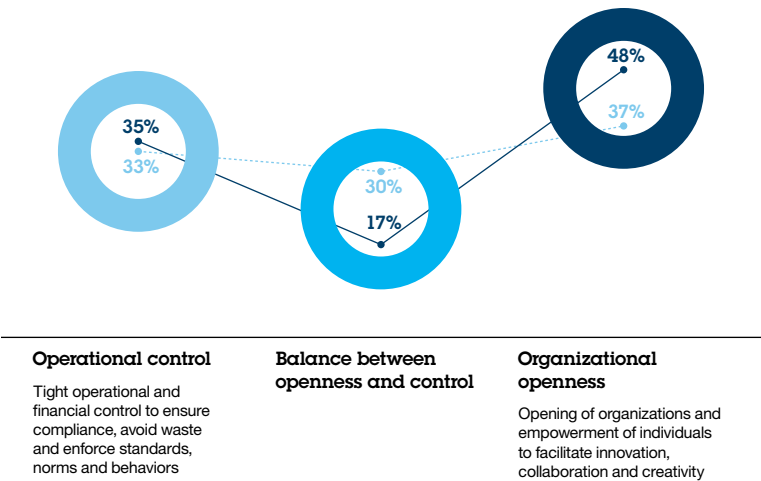 35%
33%
30%
17%
48%
37%
Operational control
Tight operational and
financial control to ensure
compliance, avoid waste
and enforce standards,
norms and behaviors
Balance between
openness and control
Organizational
openness
Opening of organizations and
empowerment of individuals
to facilitate innovation,
collaboration and creativity